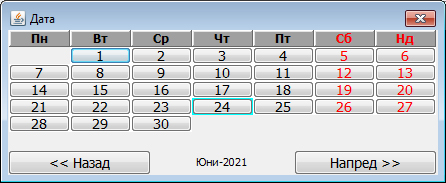 Дата
Пн Вт Ср Чт Пт Сб Нд
1 2 3 4 5 6
7 8 9 10 11 12 13
14 15 16 17 18 19 20
21 22 23 24 25 26 27
28 29 30
<< Назад Юни-2021 Напред >>